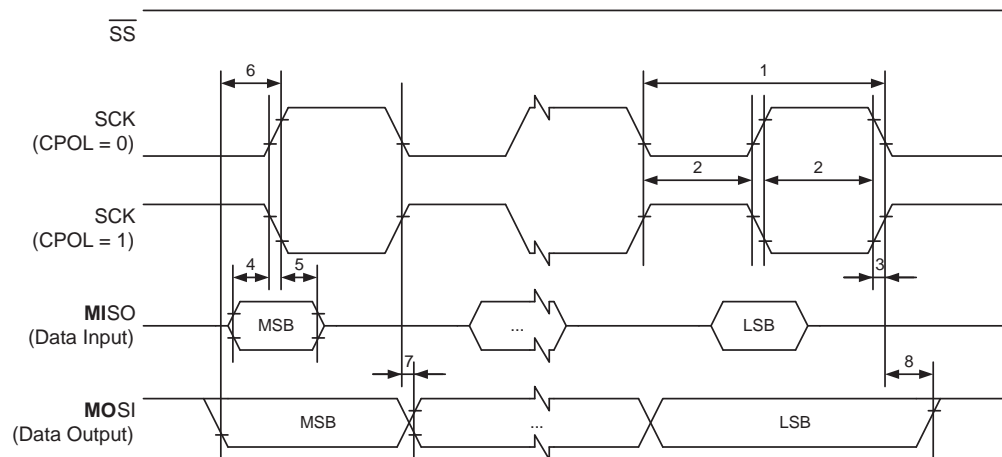 SS
6
1
SCK
(CPOL = 0)
2
2
SCK
(CPOL = 1)
4
5
3
MISO
(Data Input)
MSB
...
LSB
7
8
MOSI
(Data Output)
MSB
...
LSB